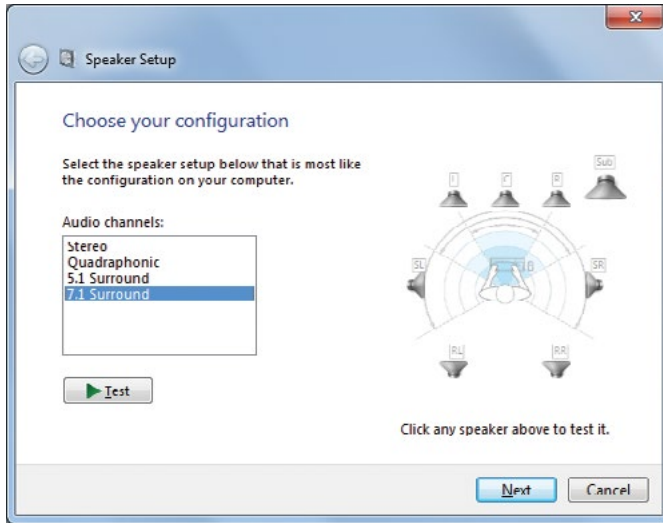 Speaker Setup
Choose your configuration
Select the speaker setup below that is most like
the configuration on your computer.
Audio channels:
Stereo
Quadraphonic
5.1 Surround
7.1 Surround
Test
L C R Sub
SL SR
RL RR
Click any speaker above to test it.
Next Cancel